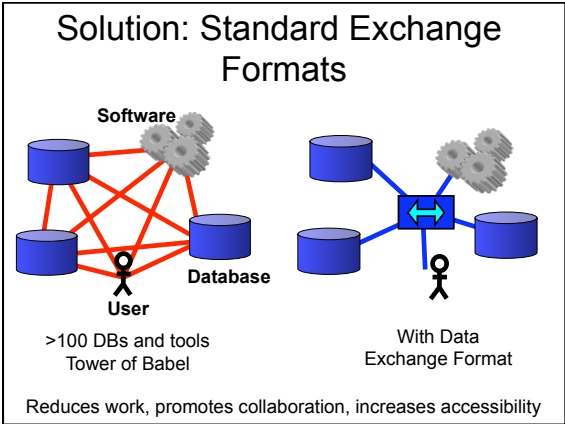 Solution: Standard Exchange
Formats
Software
Database
User
>100 DBs and tools
Tower of Babel
With Data
Exchange Format
Reduces work, promotes collaboration, increases accessibility